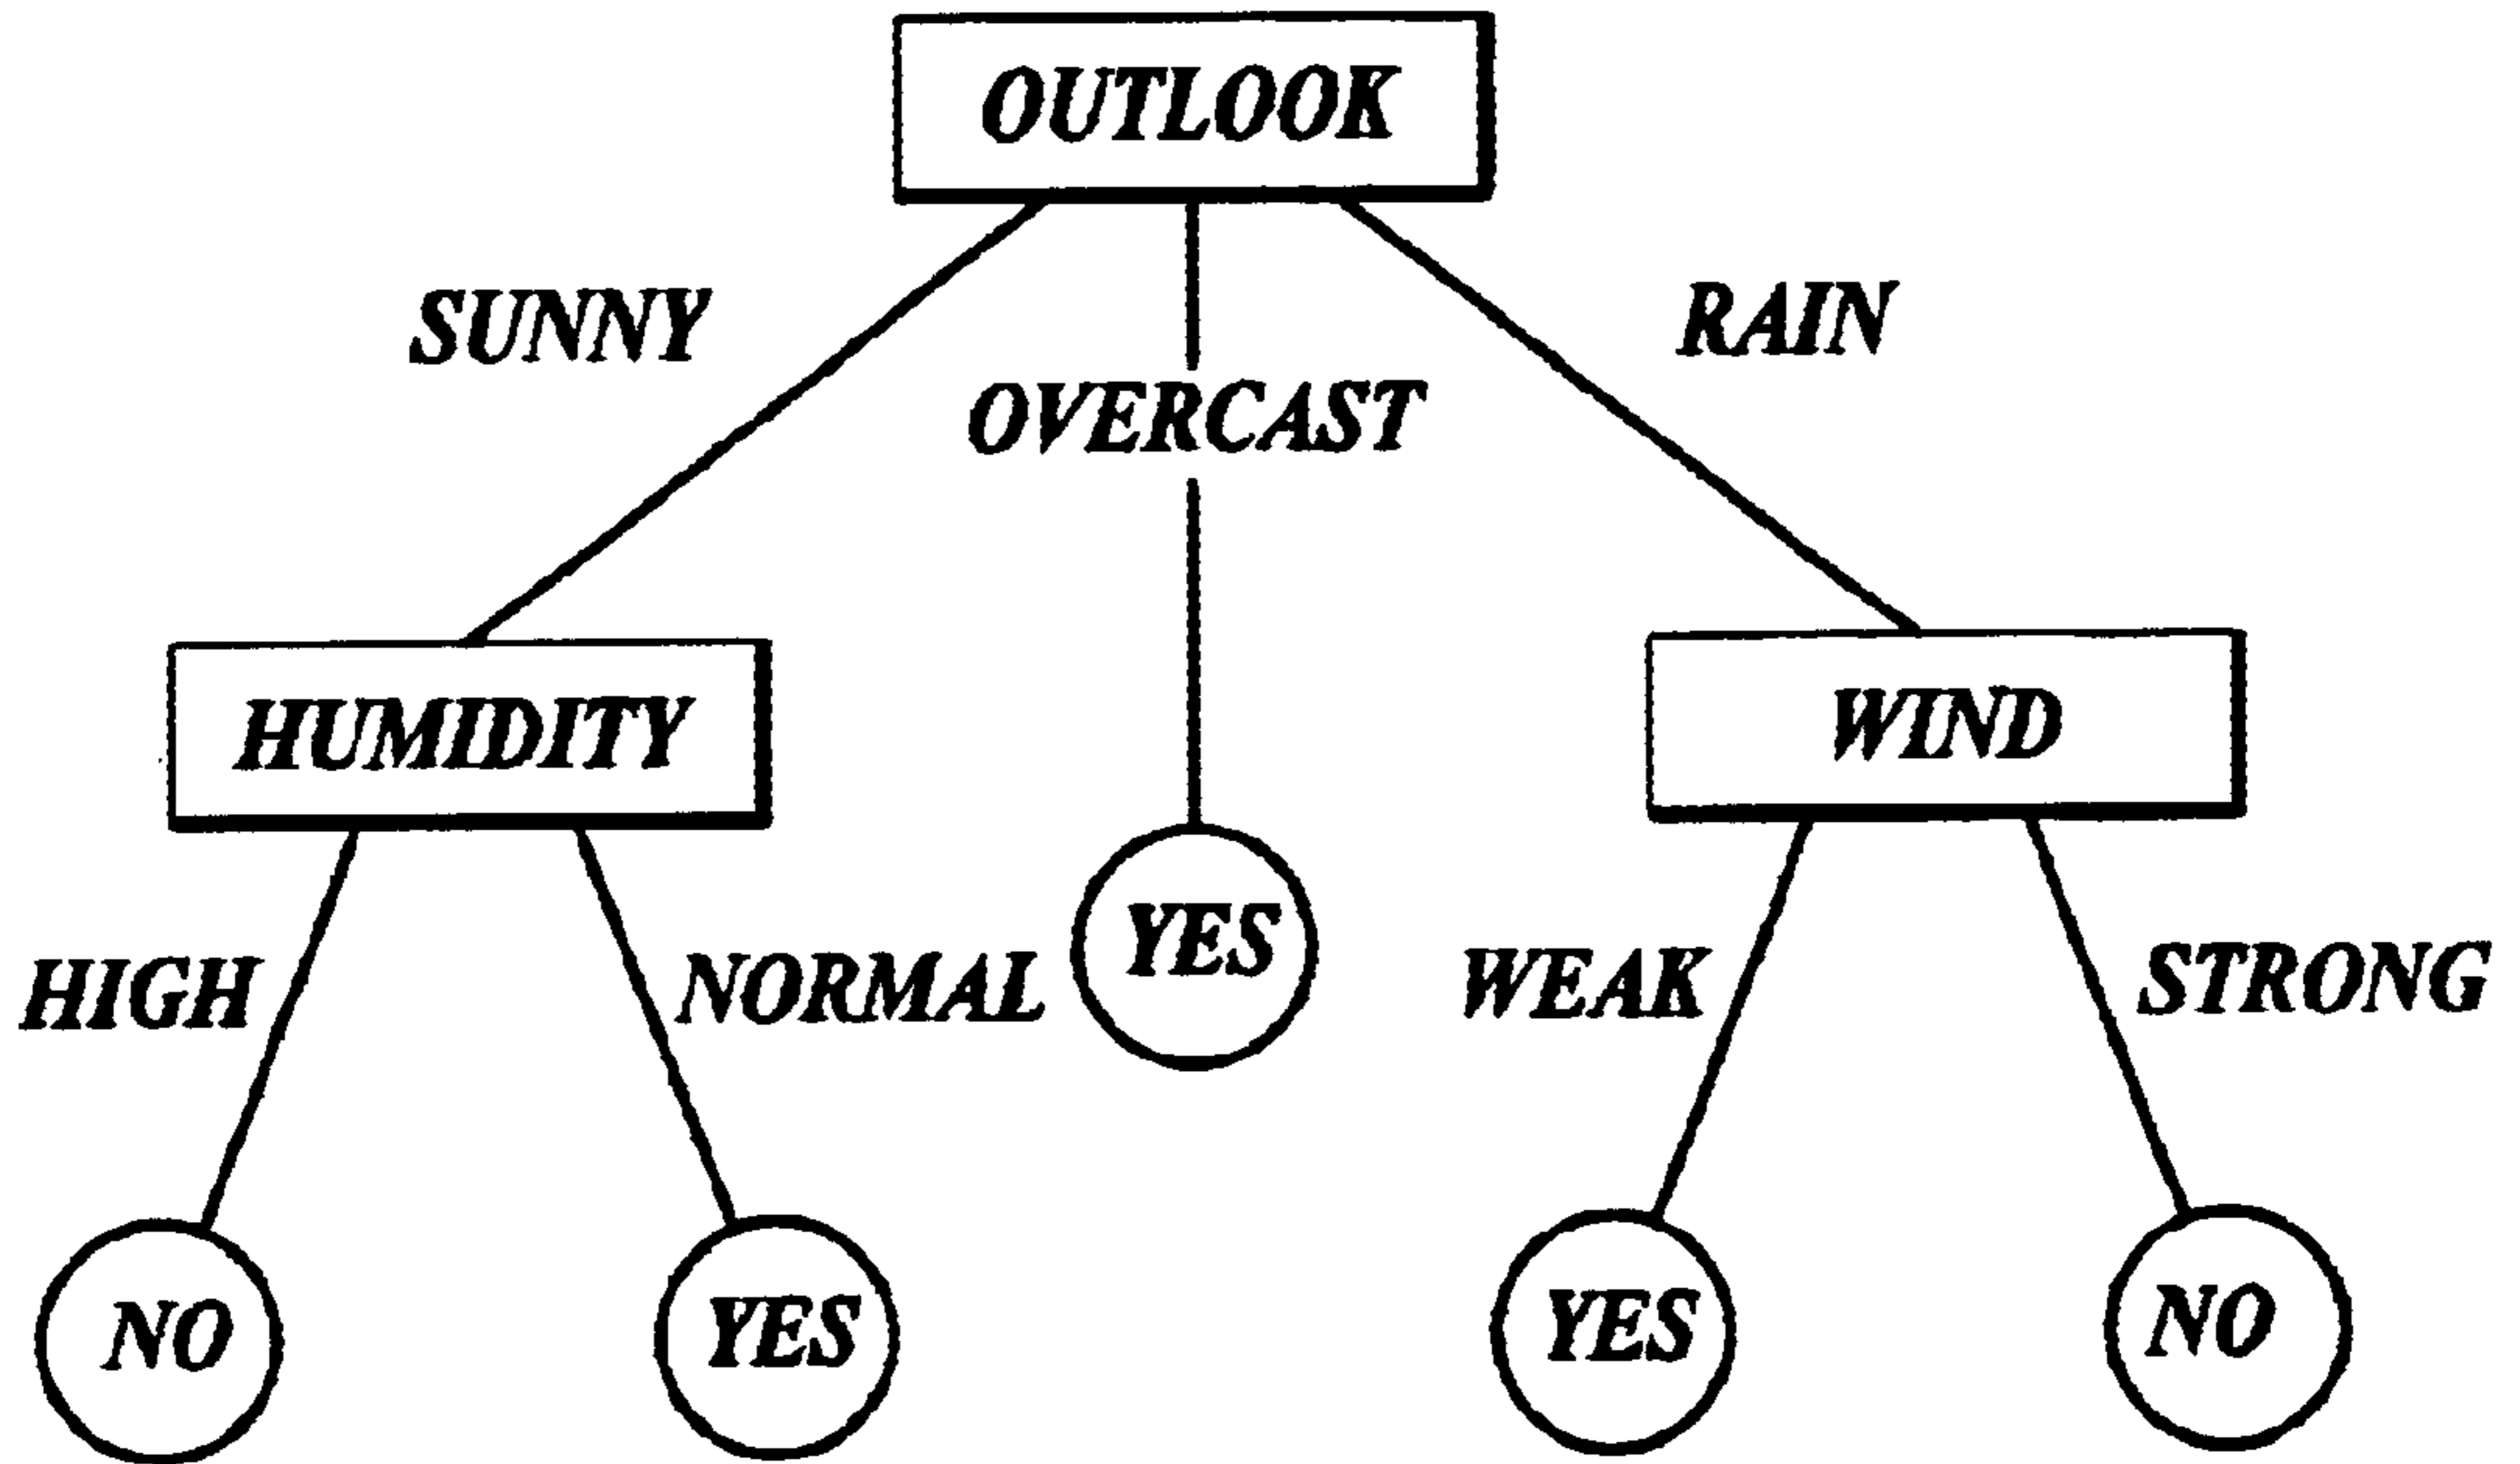 OUTLOOK
SUNNY
RAIN
OVERCAST
HUMIDITY
WIND
YES
HIGH
NORMAL
WEAK
STRONG
NO
YES
YES
NO